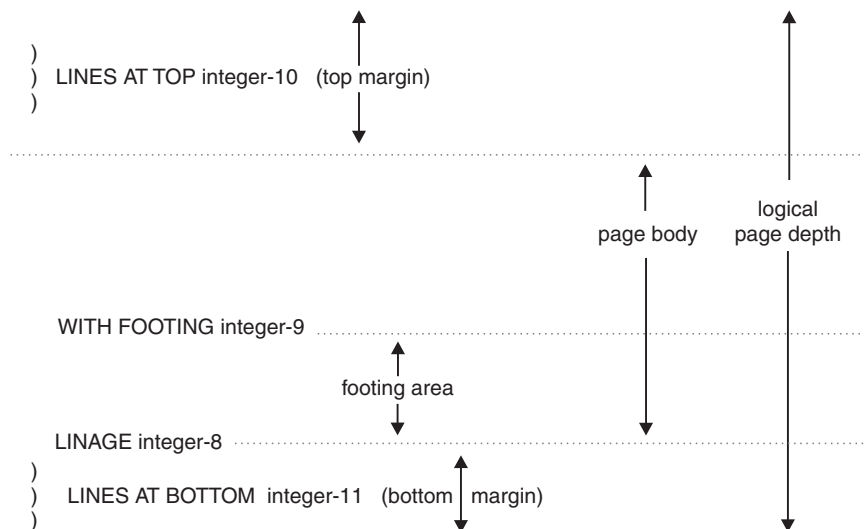 )
) LINES AT TOP integer-10 (top margin)
)
logical
page body page depth
WITH FOOTING integer-9
footing area
LINAGE integer-8
)
) LINES AT BOTTOM integer-11 (bottom margin)
)